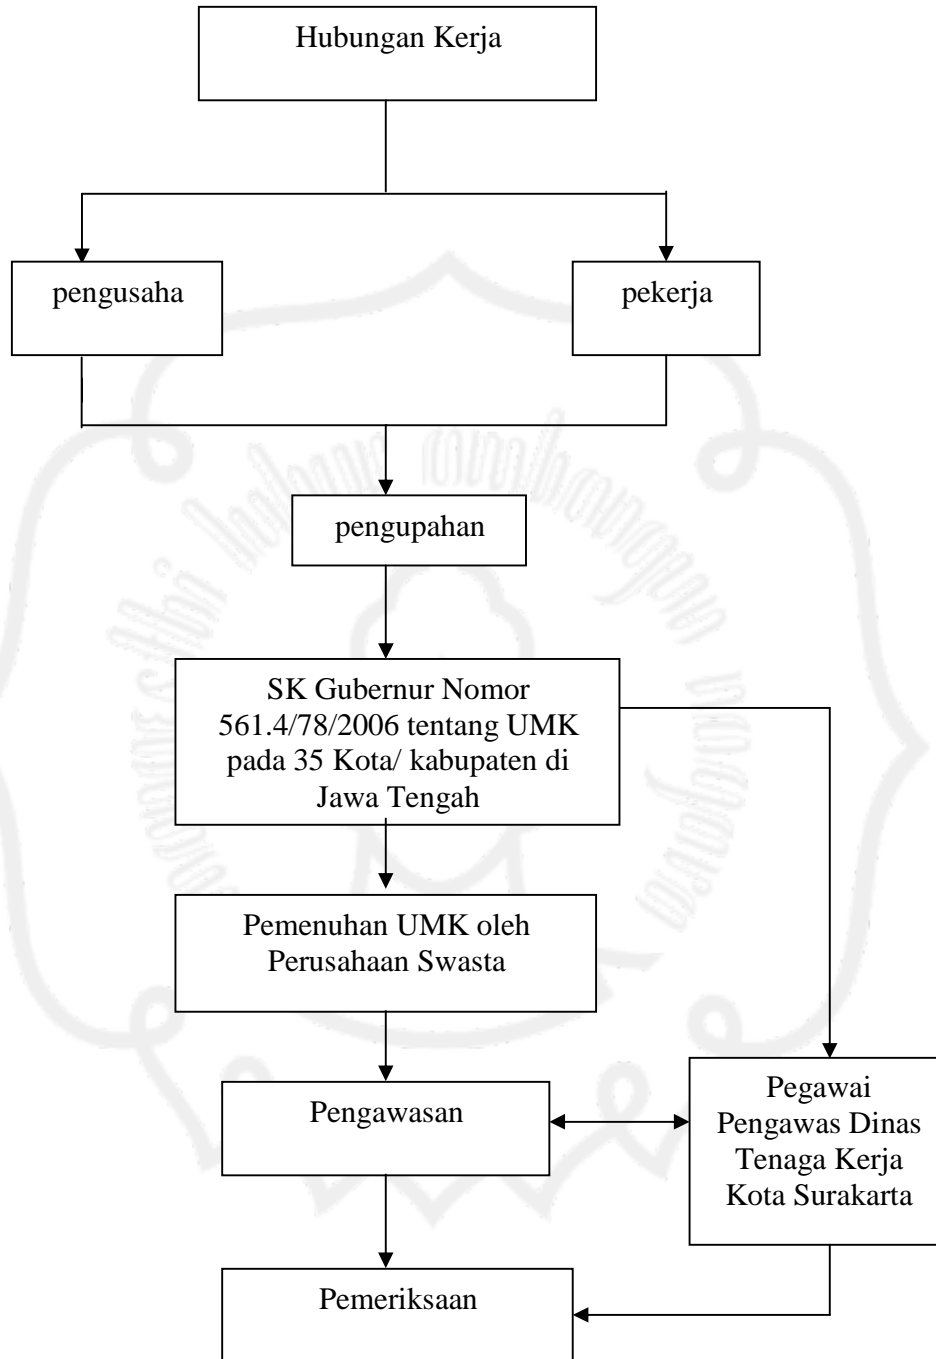 Hubungan Kerja
pengusaha
pekerja
pengupahan
SK Gubernur Nomor
561.4/78/2006 tentang UMK
pada 35 Kota/ kabupaten di
Jawa Tengah
Pemenuhan UMK oleh
Perusahaan Swasta
Pengawasan
Pegawai
Pengawas Dinas
Tenaga Kerja
Kota Surakarta
Pemeriksaan